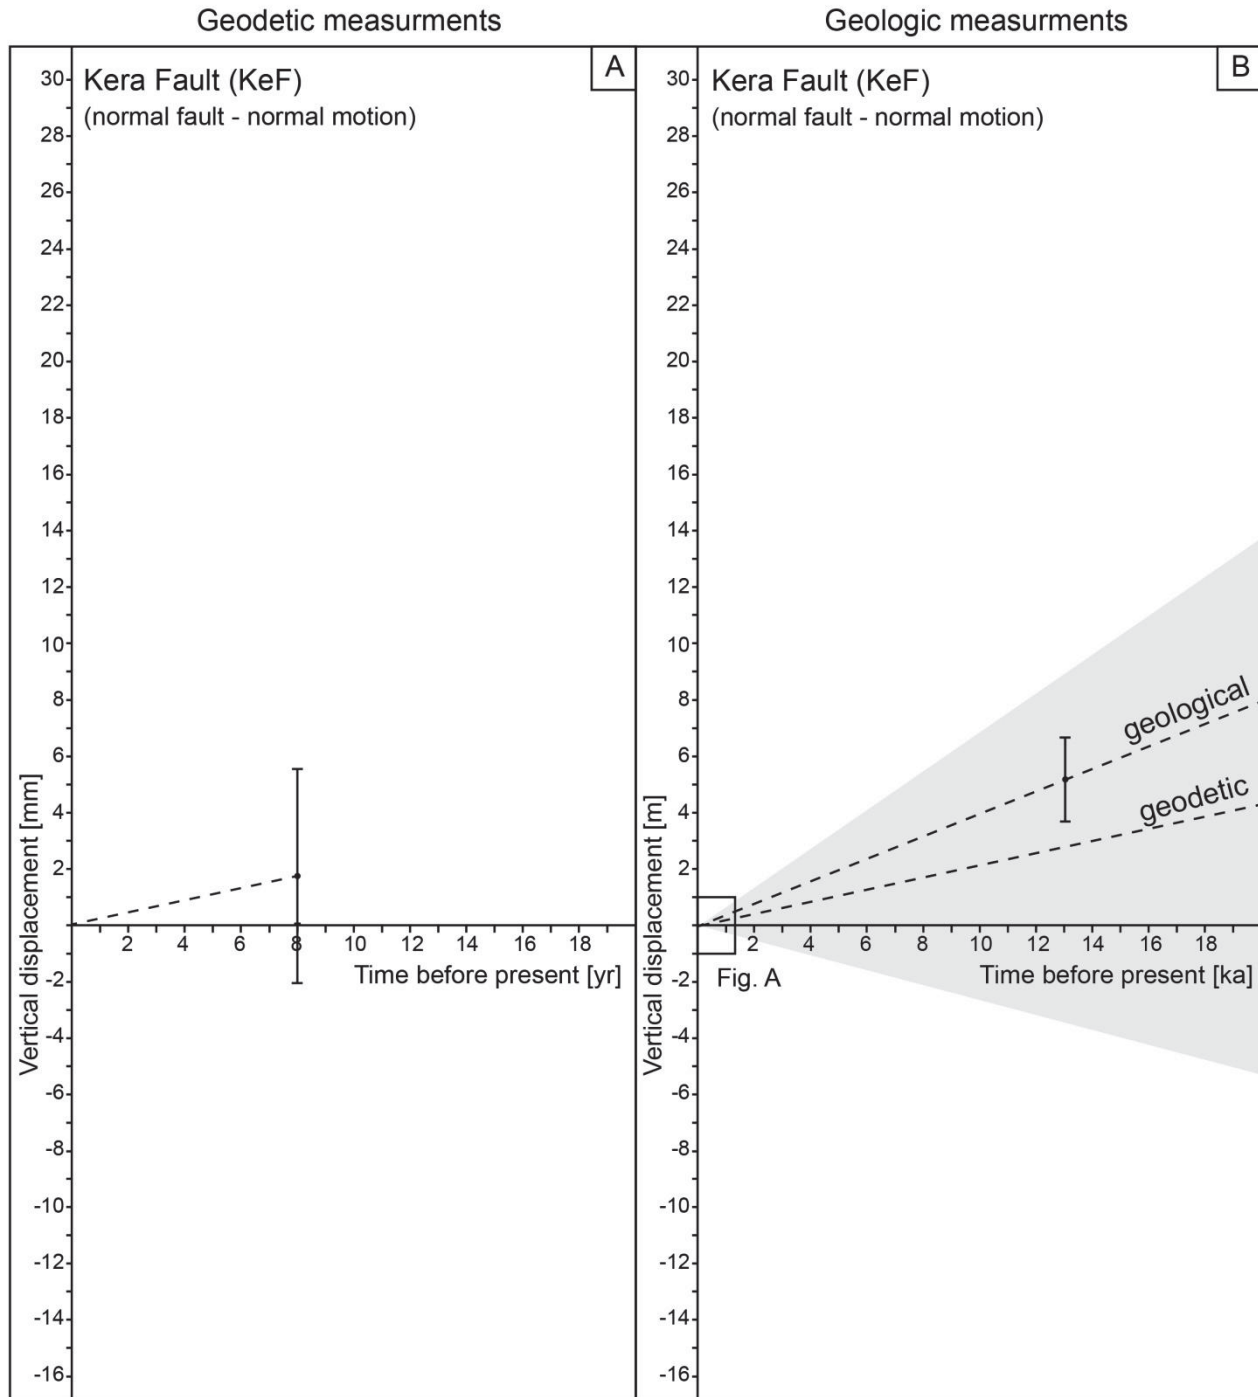 Geodetic measurments
Geologic measurments
A
Kera Fault (KeF)
(normal fault - normal motion)
30
28
26
24
22
20
18
16
14
12
10
8
6
4
2
-2
-4
-6
-8
-10
-12
-14
-16
Vertical displacement [mm]
2 4 6 8 10 12 14 16 18
Time before present [yr]
B
Kera Fault (KeF)
(normal fault - normal motion)
30
28
26
24
22
20
18
16
14
12
10
8
6
4
2
-2
-4
-6
-8
-10
-12
-14
-16
Vertical displacement [m]
geological
geodetic
2 4 6 8 10 12 14 16 18
Fig. A
Time before present [ka]